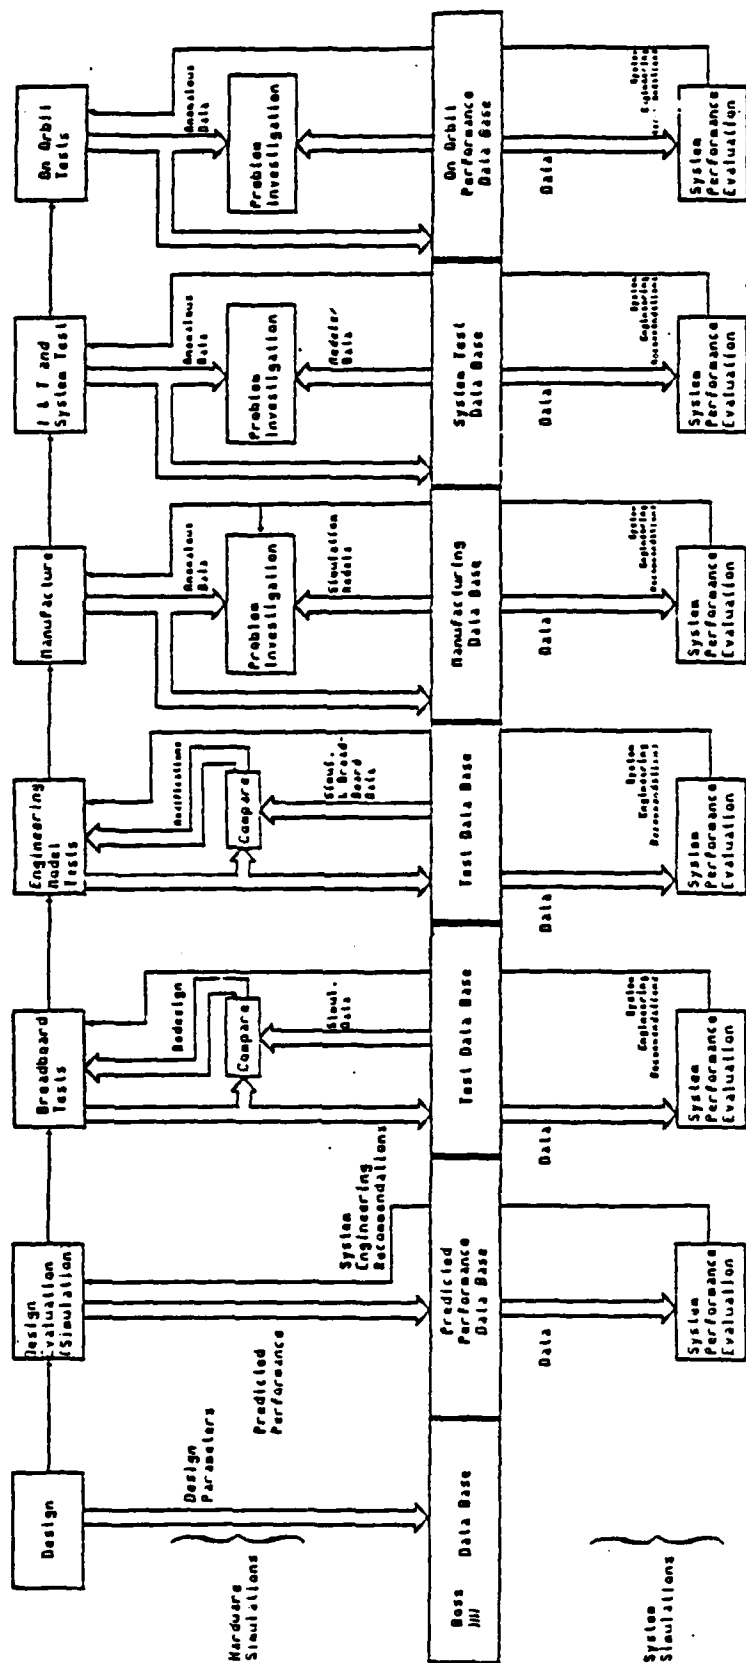 Design
Design
Evaluation
(Simulation)
Breadboard
Tests
Engineering
Model
Tests
Manufacture
I & T and
System Test
On Orbit
Tests
Hardware
Simulations
Design
Parameters
Predicted
Performance
System
Engineering
Recommendations
Redesign
Compare
Simul.
Data
Modifications
Compare
Simul.
& Bread-
Board
Data
Anomalous
Data
Problem
Investigation
Simulation
Models
Anomalous
Data
Problem
Investigation
Models/
Data
Anomalous
Data
Problem
Investigation
Boss
Data Base
Predicted
Performance
Data Base
Test Data Base
Test Data Base
Manufacturing
Data Base
System Test
Data Base
On Orbit
Performance
Data Base
System
Simulations
Data
Data
System
Engineering
Recommendations
Data
System
Engineering
Recommendations
Data
System
Engineering
Recommendations
Data
System
Engineering
Recommendations
Data
System
Engineering
System
Performance
Evaluation
System
Performance
Evaluation
System
Performance
Evaluation
System
Performance
Evaluation
System
Performance
Evaluation
System
Performance
Evaluation